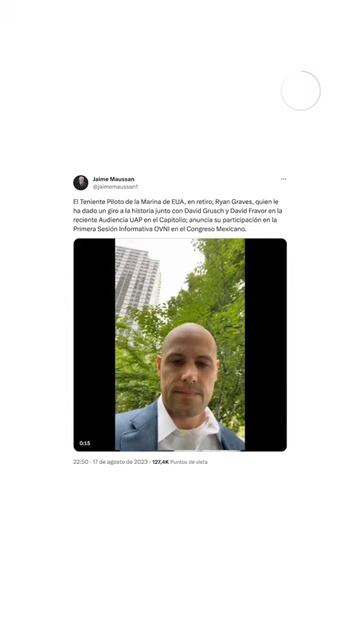 Jaime Maussan
@jaimemaussan1
El Teniente Piloto de la Marina de EUA, en retiro; Ryan Graves, quien le
ha dado un giro a la historia junto con David Grusch y David Fravor en la
reciente Audiencia UAP en el Capitolio; anuncia su participación en la
Primera Sesión Informativa OVNI en el Congreso Mexicano.
0:15
22:50 · 17 de agosto de 2023 · 127,4K Puntos de vista